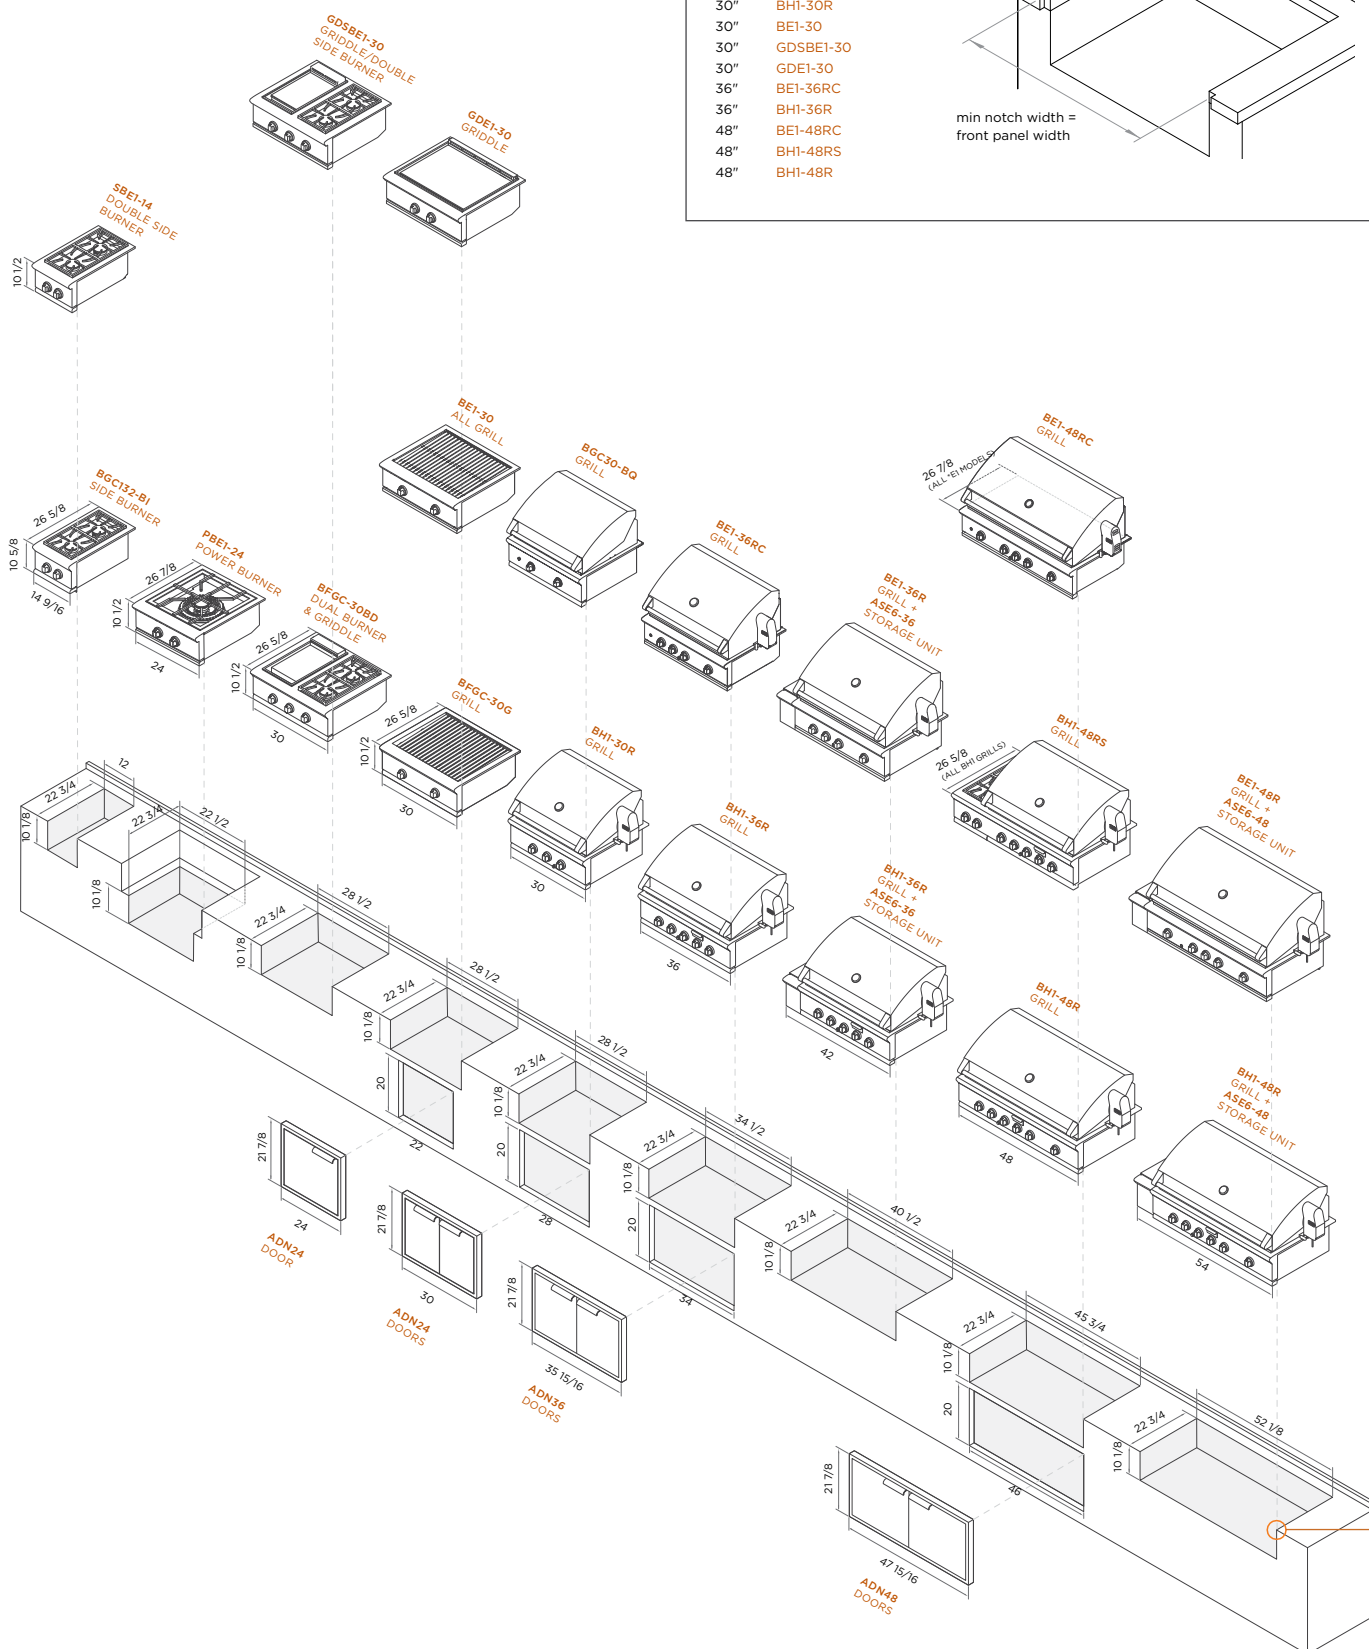 30" BH1-30R
30" BE1-30
30" GDSBE1-30
30" GDE1-30
36" BE1-36RC
36" BH1-36R
48" BE1-48RC
48" BH1-48RS
48" BH1-48R
min notch width =
front panel width
GDSBE1-30
GRIDDLE/DOUBLE
SIDE BURNER
GDE1-30
GRIDDLE
SBE1-14
DOUBLE SIDE
BURNER
10 1/2
BE1-30
ALL GRILL
BGC30-BQ
GRILL
BE1-48RC
GRILL
26 7/8
(ALL *E1 MODELS)
BGC132-BI
SIDE BURNER
26 5/8
10 5/8
14 9/16
PBE1-24
POWER BURNER
26 7/8
10 1/2
24
BFGC-30BD
DUAL BURNER
& GRIDDLE
26 5/8
10 1/2
30
BE1-36RC
GRILL
BE1-36R
GRILL +
ASE6-36
STORAGE UNIT
BFGC-30G
GRILL
26 5/8
10 1/2
30
BH1-30R
GRILL
30
BH1-48RS
GRILL
26 5/8
(ALL BH1 GRILLS)
BE1-48R
GRILL +
ASE6-48
STORAGE UNIT
BH1-36R
GRILL
36
BH1-36R
GRILL +
ASE6-36
STORAGE UNIT
42
BH1-48R
GRILL
48
BH1-48R
GRILL +
ASE6-48
STORAGE UNIT
54
12
22 3/4
10 1/8
22 3/4
22 1/2
10 1/8
22 3/4
28 1/2
10 1/8
22 3/4
28 1/2
10 1/8
20
22
22 3/4
28 1/2
10 1/8
20
28
22 3/4
34 1/2
10 1/8
20
34
22 3/4
40 1/2
10 1/8
22 3/4
45 3/4
10 1/8
20
46
22 3/4
52 1/8
10 1/8
21 7/8
24
ADN24
DOOR
21 7/8
30
ADN24
DOORS
21 7/8
35 15/16
ADN36
DOORS
21 7/8
47 15/16
ADN48
DOORS